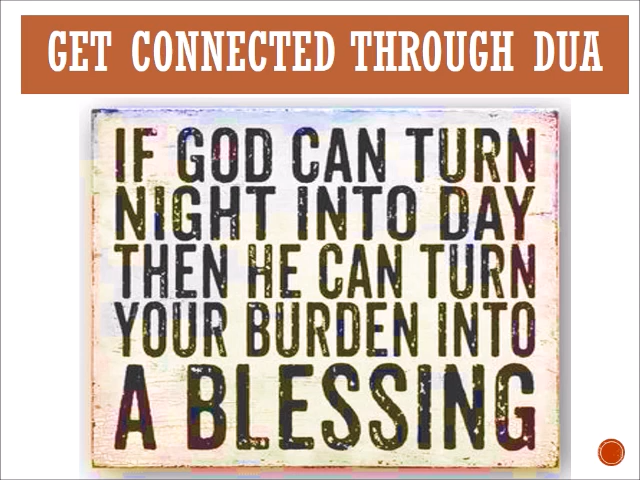 GET CONNECTED THROUGH DUA
IF GOD CAN TURN
NIGHT INTO DAY
THEN HE CAN TURN
YOUR BURDEN INTO
A BLESSING